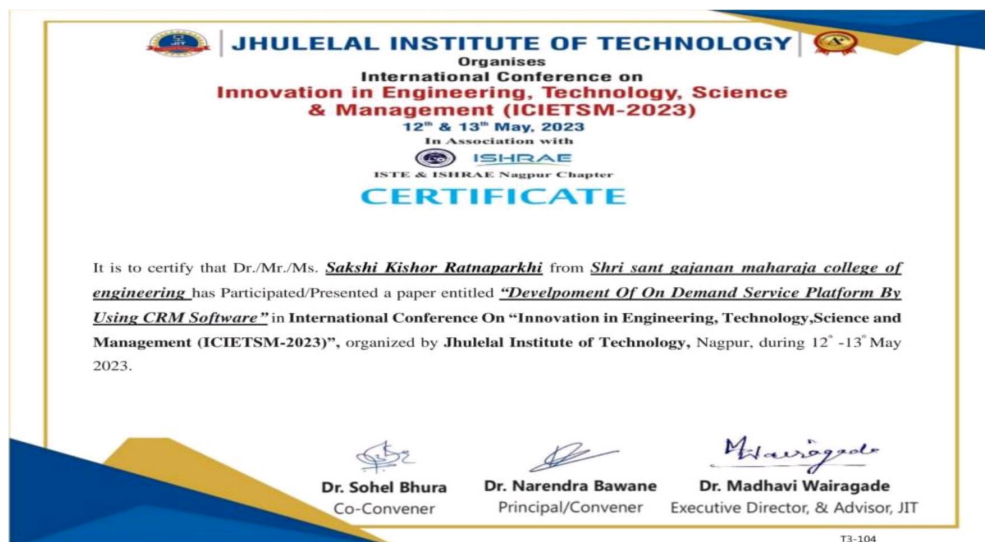 JIT
JHULELAL INSTITUTE OF TECHNOLOGY
Organises
International Conference on
Innovation in Engineering, Technology, Science
& Management (ICIETSM-2023)
12th & 13th May, 2023
In Association with
ISHRAE
ISTE & ISHRAE Nagpur Chapter
CERTIFICATE
It is to certify that Dr./Mr./Ms. Sakshi Kishor Ratnaparkhi from Shri sant gajanan maharaja college of
engineering has Participated/Presented a paper entitled "Develpoment Of On Demand Service Platform By
Using CRM Software" in International Conference On "Innovation in Engineering, Technology,Science and
Management (ICIETSM-2023)", organized by Jhulelal Institute of Technology, Nagpur, during 12" -13" May
2023.
MWairagade
Dr. Sohel Bhura Dr. Narendra Bawane Dr. Madhavi Wairagade
Co-Convener Principal/Convener Executive Director, & Advisor, JIT
T3-104